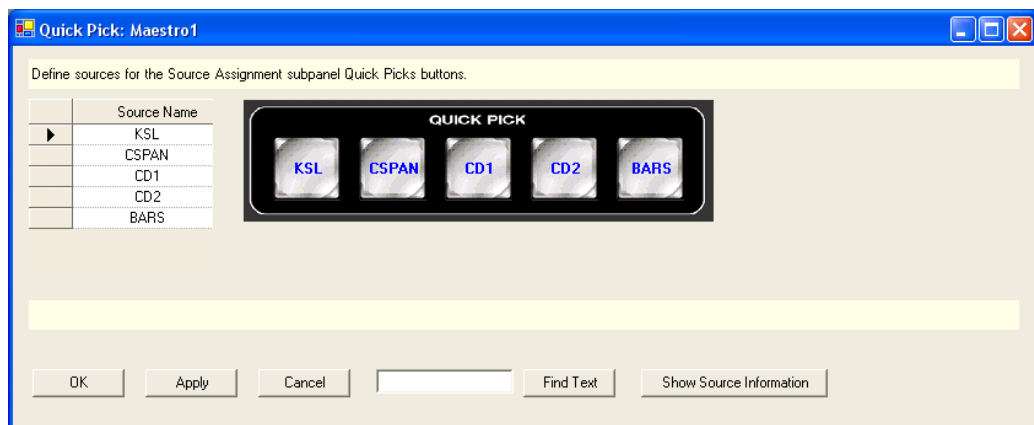 Quick Pick: Maestro1
Define sources for the Source Assignment subpanel Quick Picks buttons.
Source Name
KSL
CSPAN
CD1
CD2
BARS
QUICK PICK
KSL CSPAN CD1 CD2 BARS
OK Apply Cancel Find Text Show Source Information